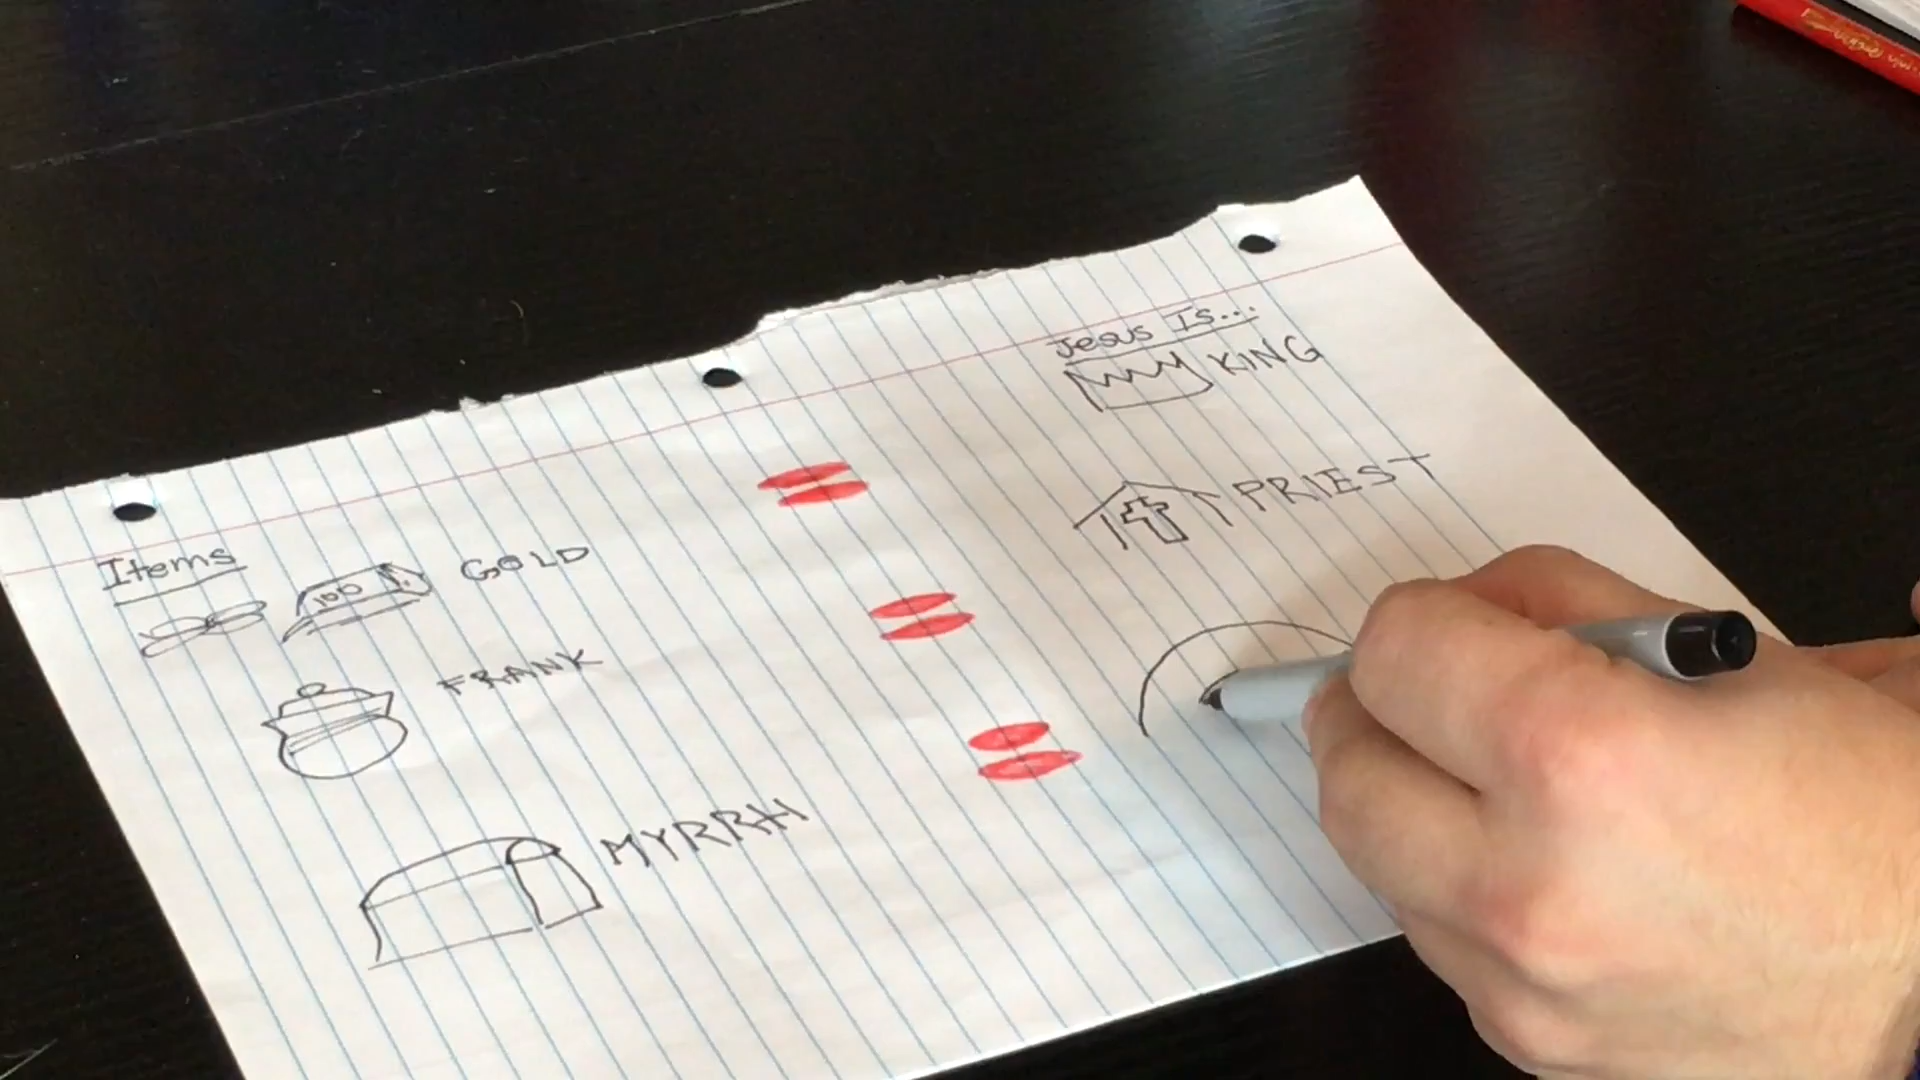 Jesus Is...
KING
PRIEST
Items
100
GOLD
FRANK
MYRRH